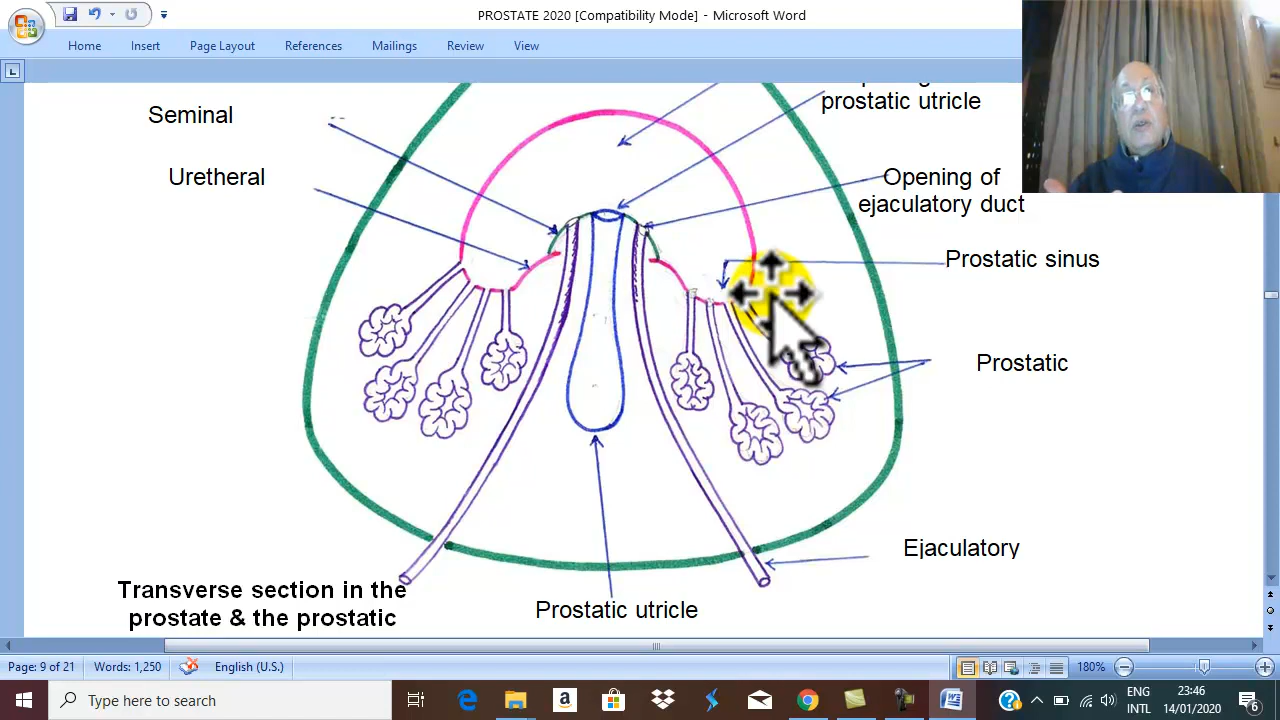 PROSTATE 2020 [Compatibility Mode] - Microsoft Word
Home Insert Page Layout References Mailings Review View
prostatic utricle
Seminal
Uretheral
Opening of
ejaculatory duct
Prostatic sinus
Prostatic
Ejaculatory
Transverse section in the
prostate & the prostatic
Prostatic utricle
Page: 9 of 21 Words: 1,250 English (U.S.) 180%
Type here to search
ENG
INTL
23:46
14/01/2020
6